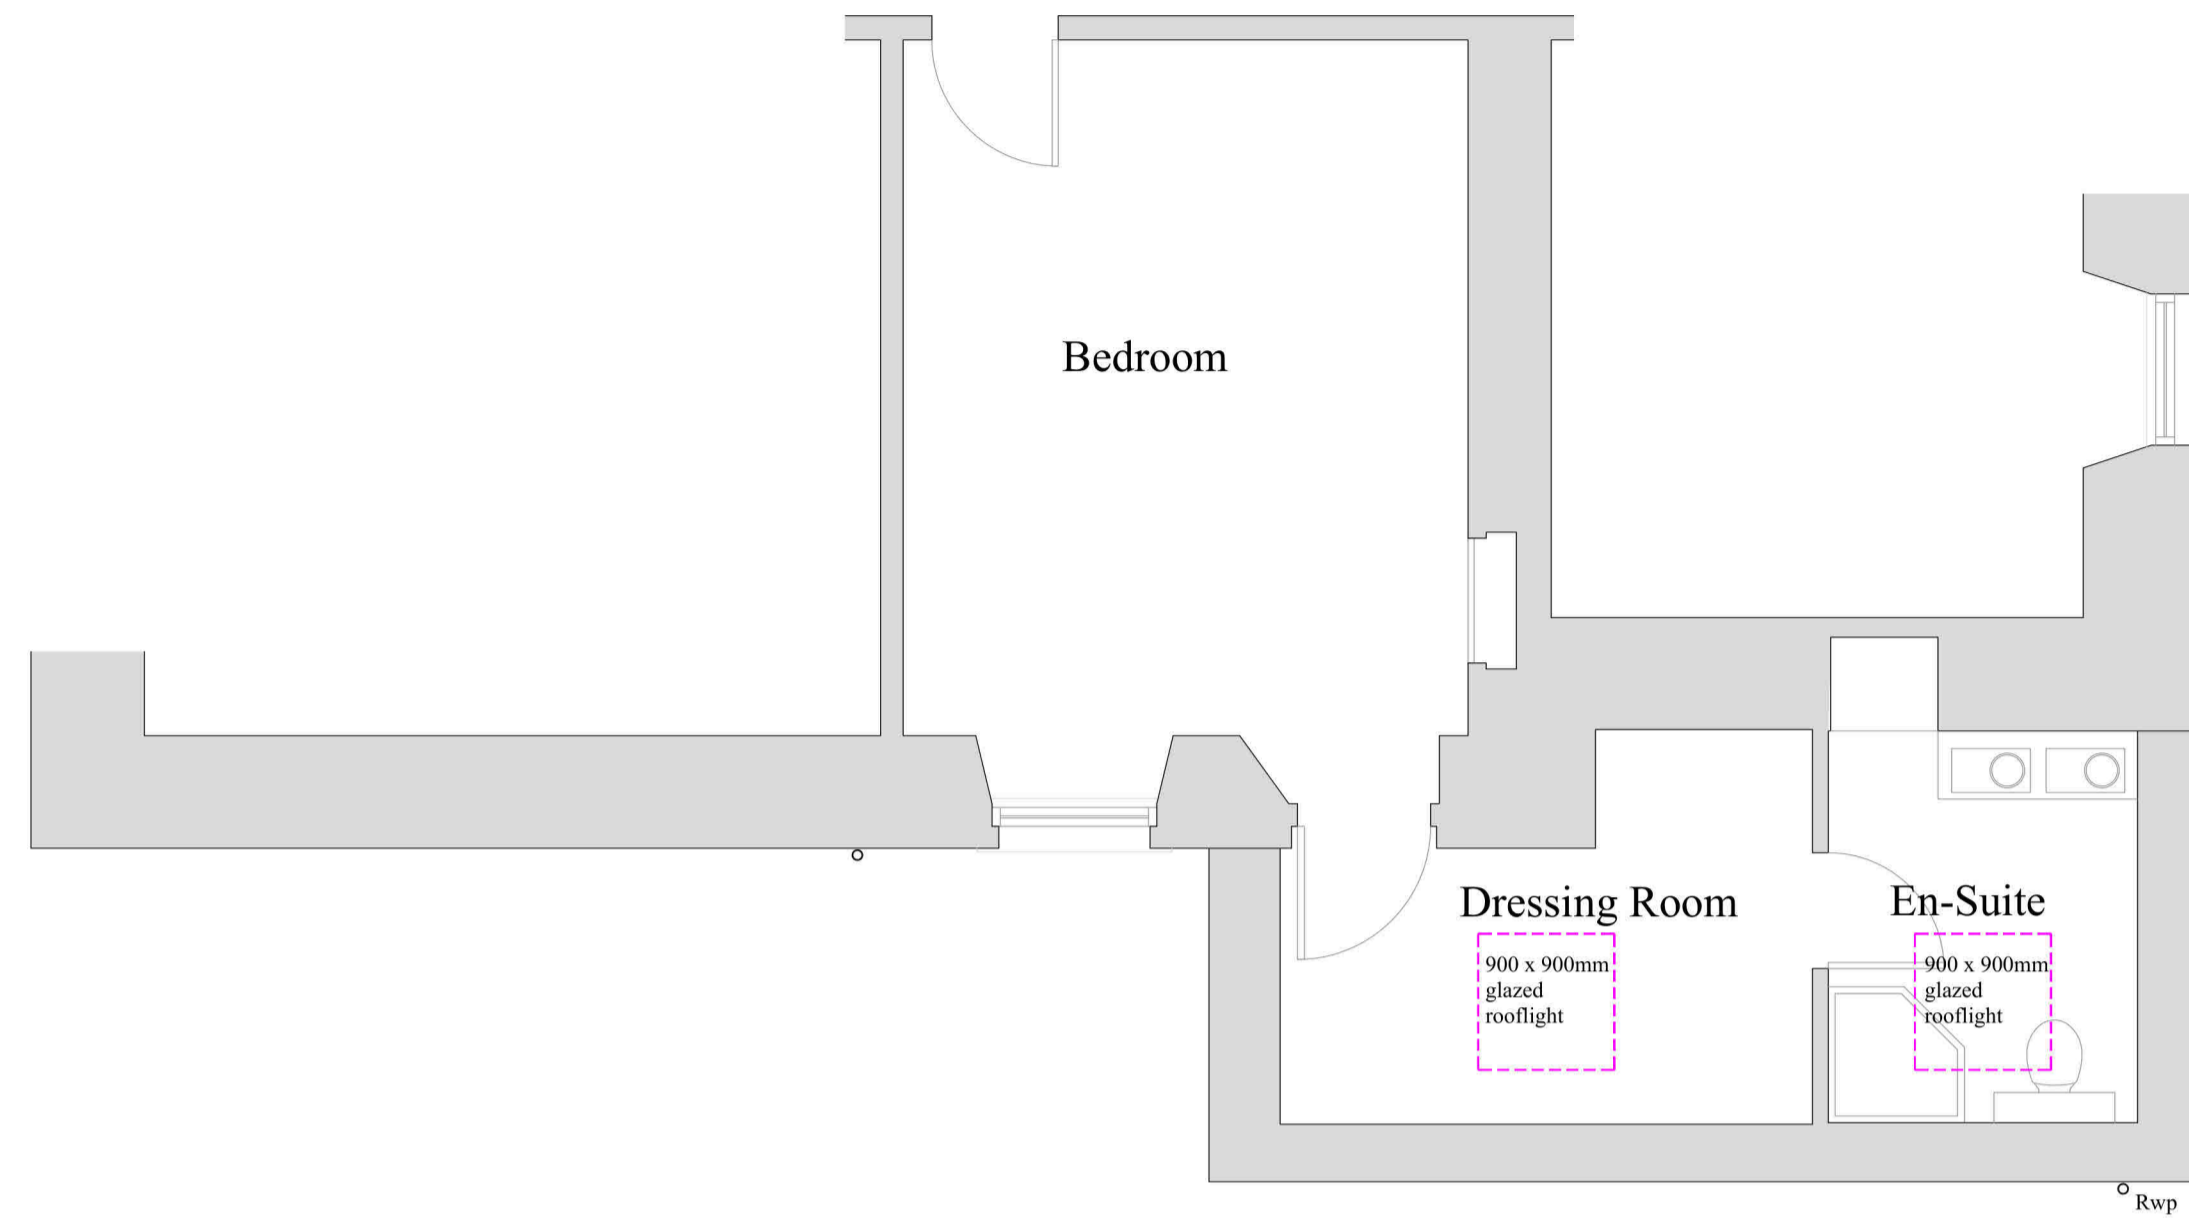 Bedroom
Dressing Room
900 x 900mm
glazed
rooflight
En-Suite
900 x 900mm
glazed
rooflight
Rwp